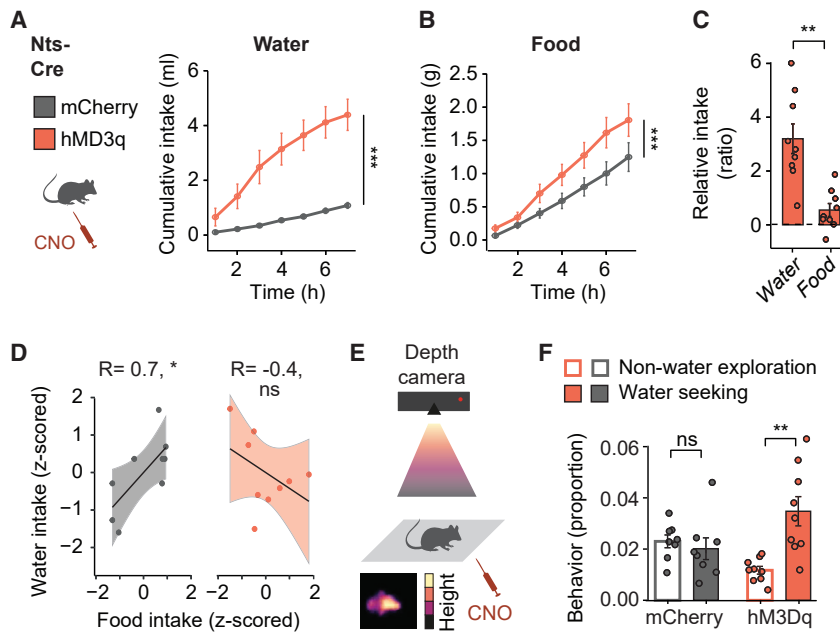 A
Nts-
Cre
mCherry
hMD3q
CNO
Water
Cumulative intake (ml)
6
4
2
0
***
2 4 6
Time (h)
B
Food
Cumulative intake (g)
2.5
2.0
1.5
1.0
0.5
0.0
***
2 4 6
Time (h)
C
**
Relative intake
(ratio)
6
4
2
0
Water
Food
D
R= 0.7, *
R= -0.4,
ns
Water intake (z-scored)
2
1
0
−1
−2
−2 0 2
−2 0 2
Food intake (z-scored)
E
Depth
camera
Height
CNO
F
Non-water exploration
Water seeking
Behavior (proportion)
0.06
0.04
0.02
0.00
ns
**
mCherry
hM3Dq